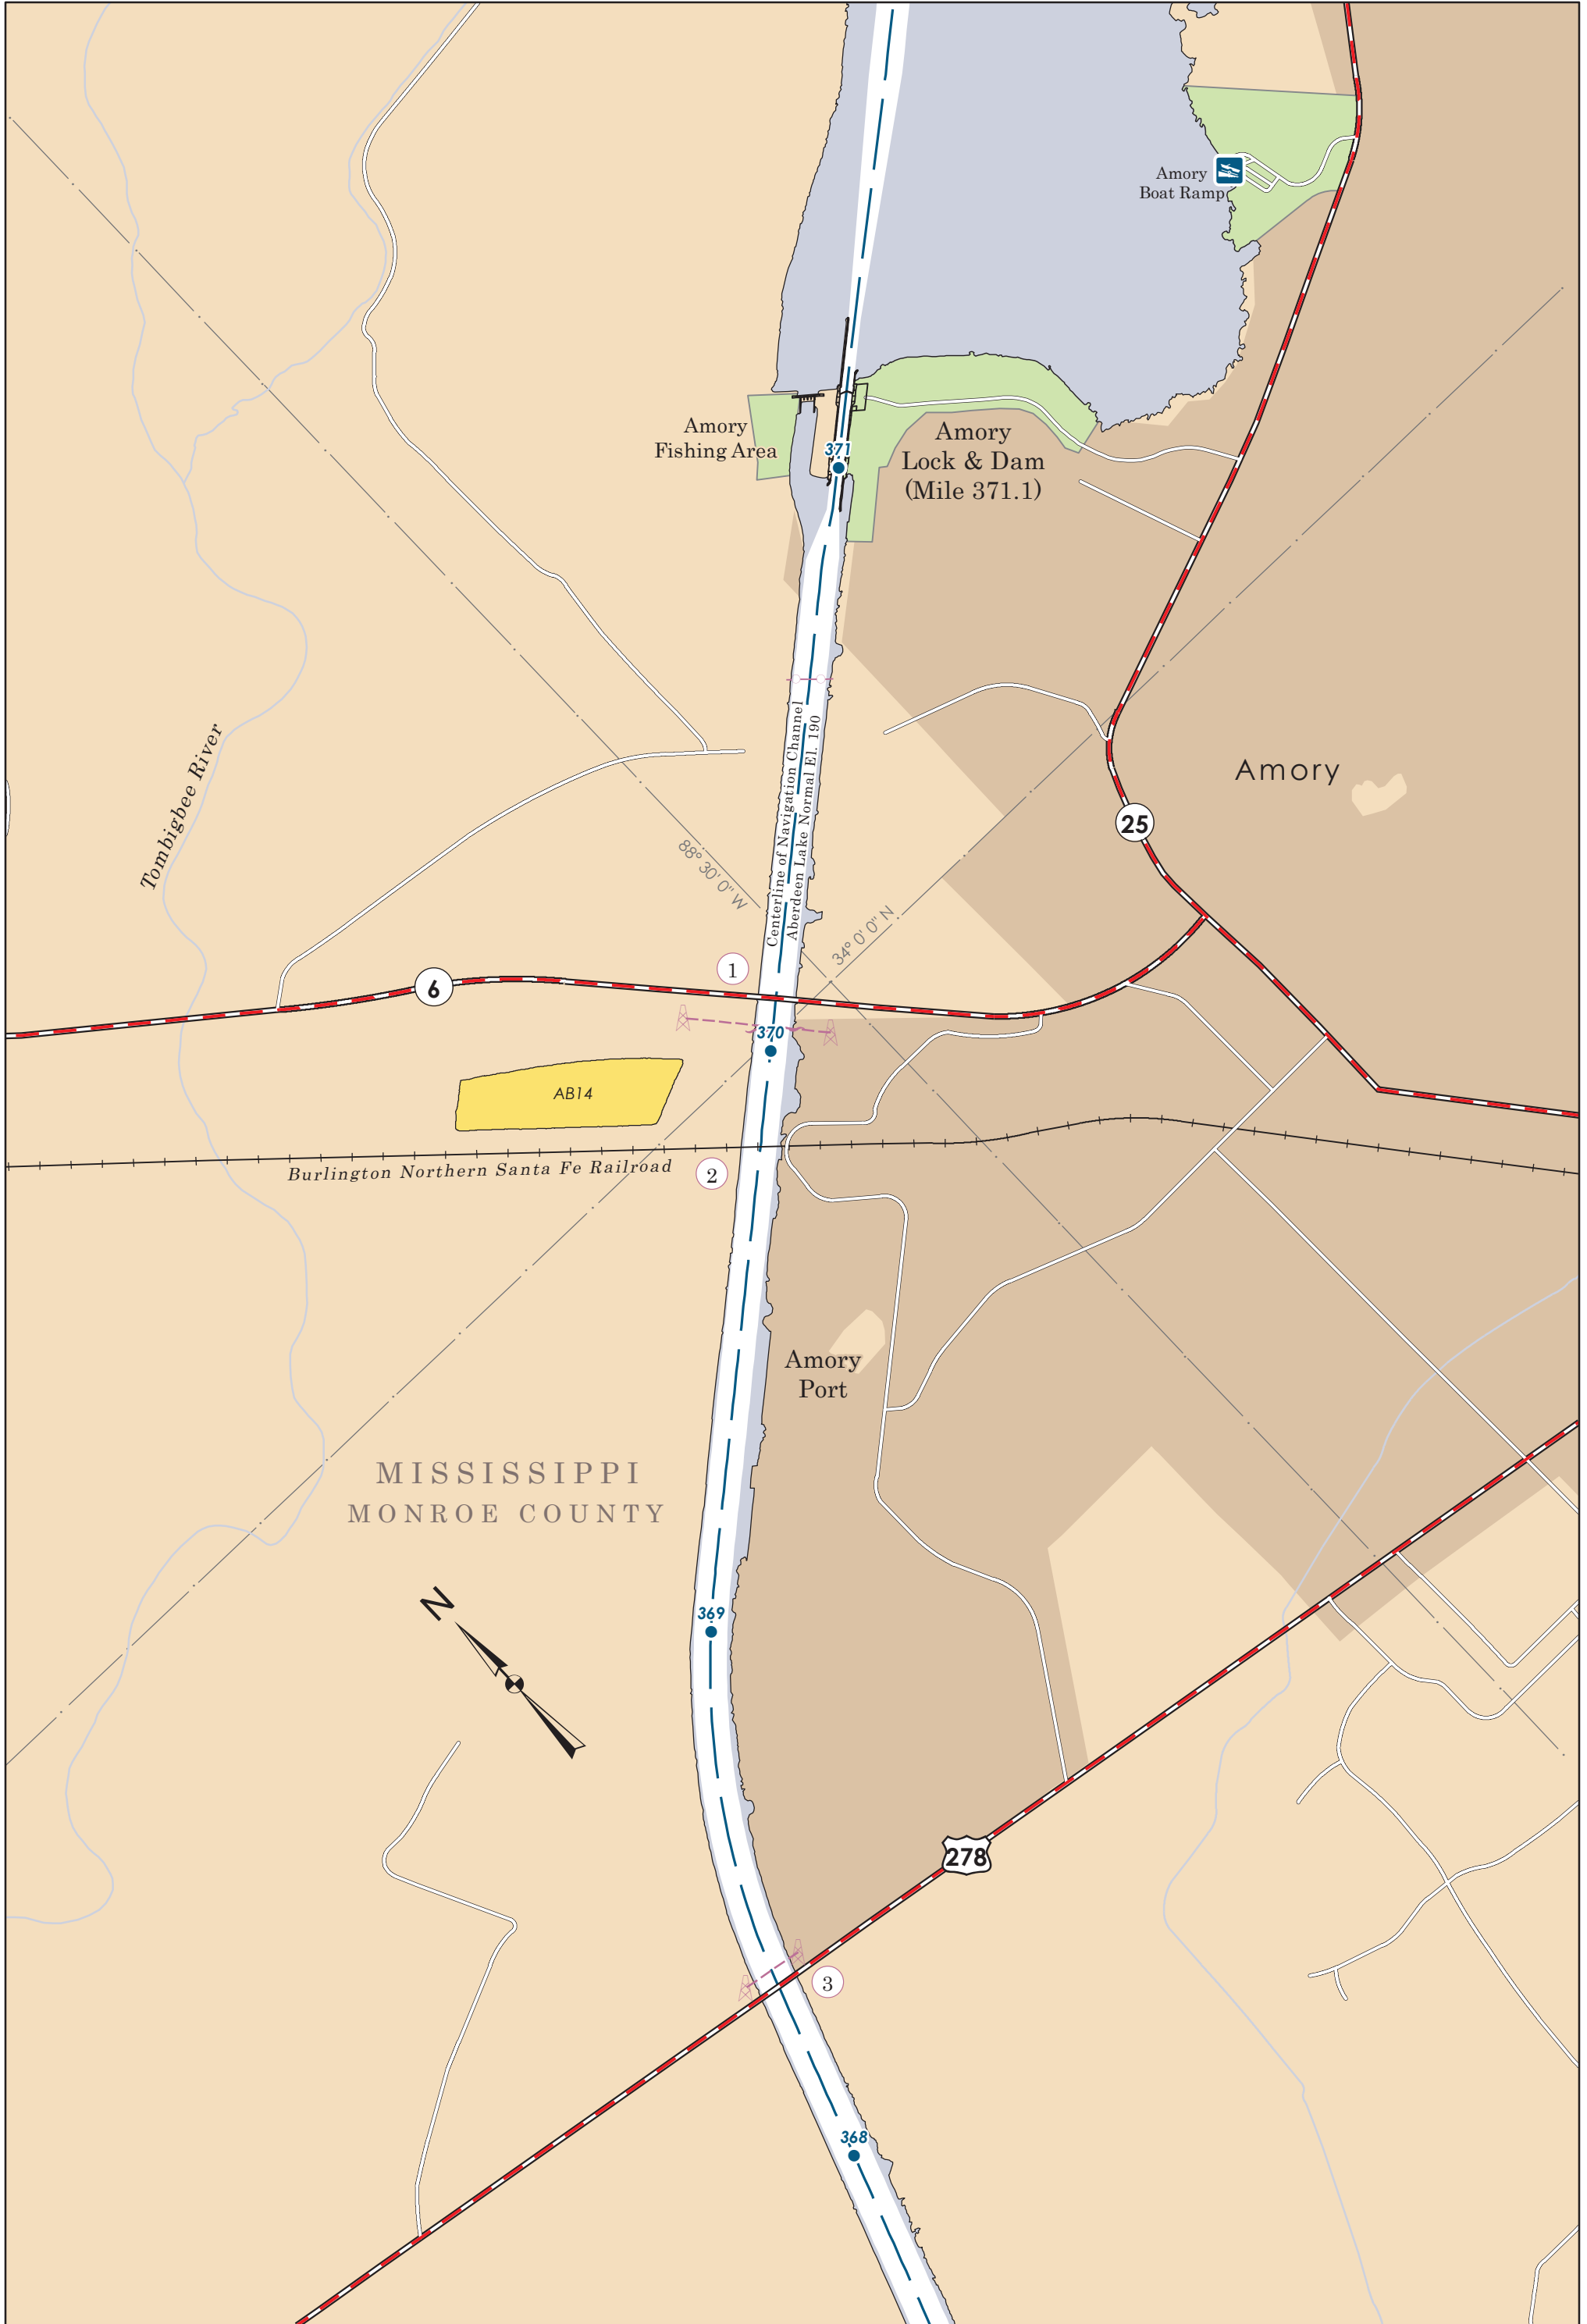 Amory
Boat Ramp
Amory
Fishing Area
371
Amory
Lock & Dam
(Mile 371.1)
Tombigbee River
Centerline of Navigation Channel
Aberdeen Lake Normal El. 190
Amory
25
88° 30' 0" W
34° 0' 0" N
1
6
370
AB14
Burlington Northern Santa Fe Railroad
2
Amory
Port
MISSISSIPPI
MONROE COUNTY
N
369
278
3
368